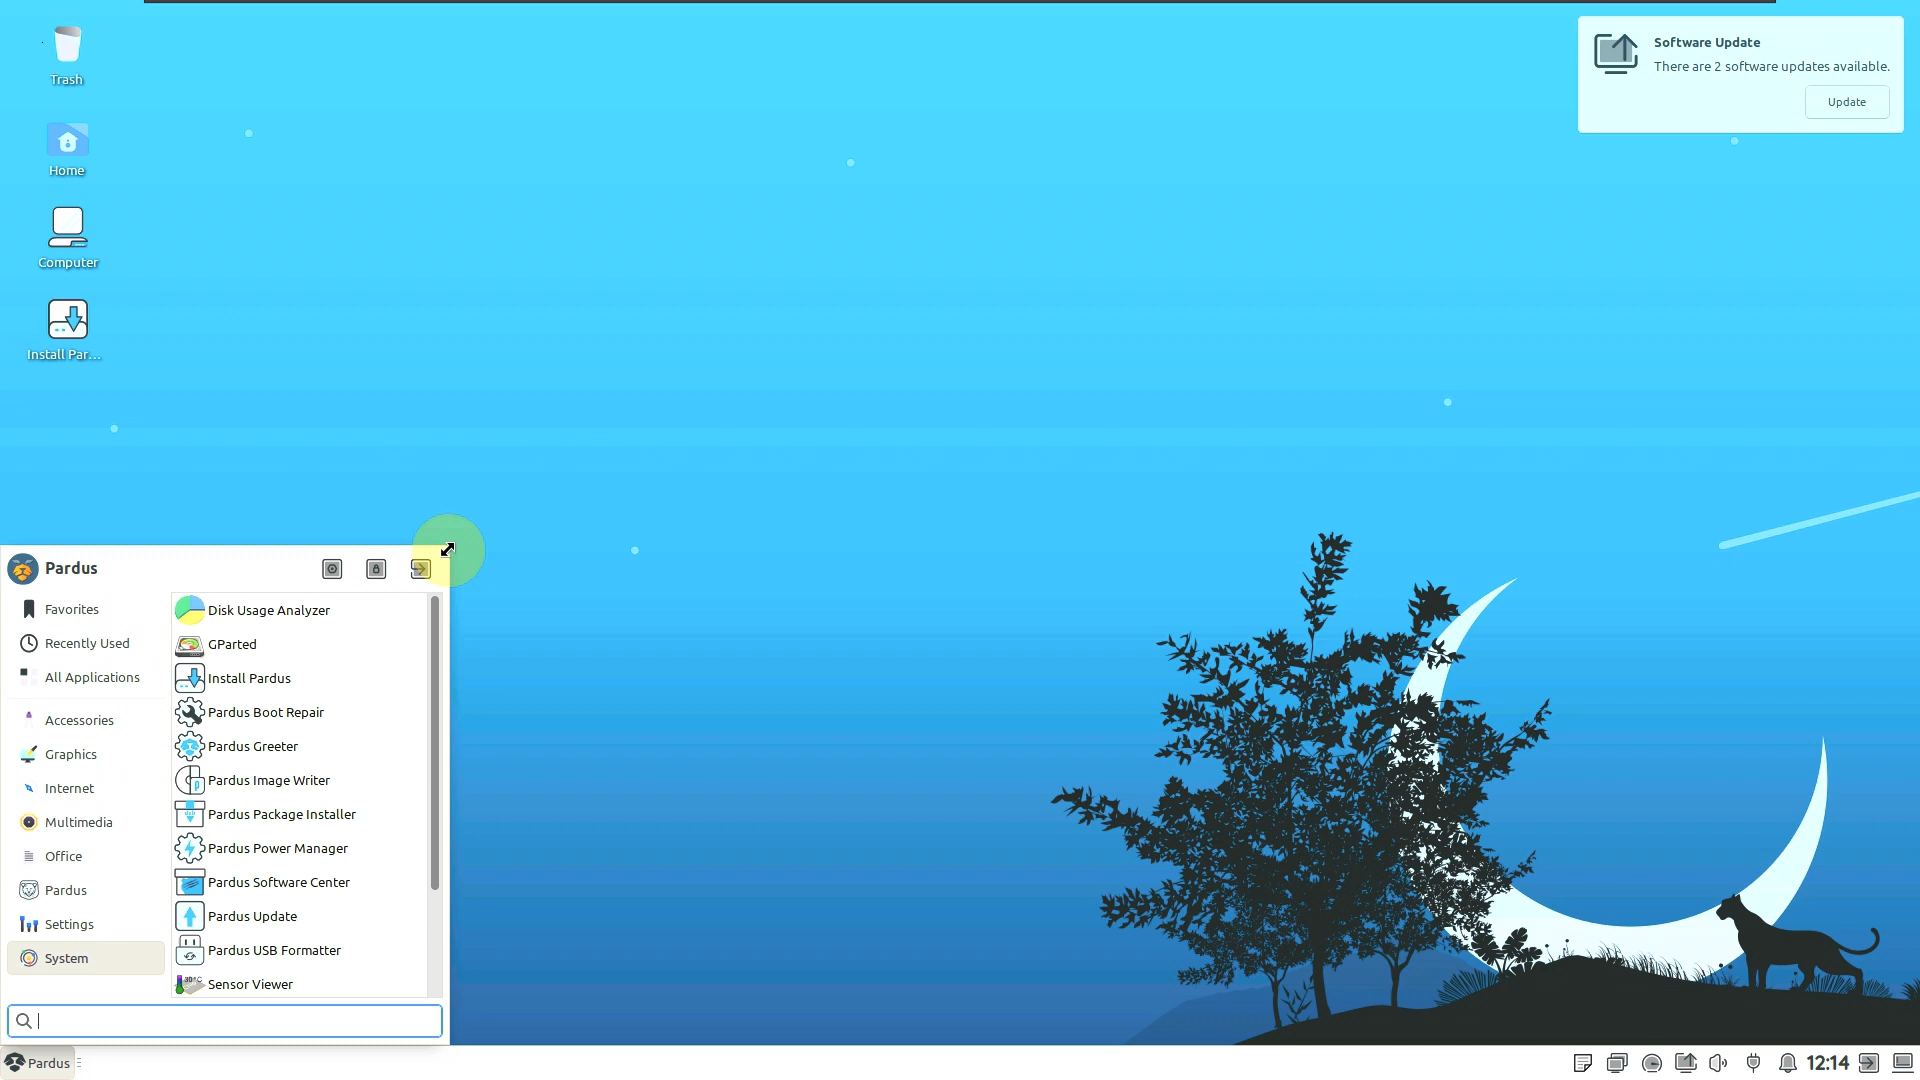 Trash
Home
Computer
Install Par...
Software Update
There are 2 software updates available.
Update
Pardus
Favorites
Recently Used
All Applications
Accessories
Graphics
Internet
Multimedia
Office
Pardus
Settings
System
Disk Usage Analyzer
GParted
Install Pardus
Pardus Boot Repair
Pardus Greeter
Pardus Image Writer
Pardus Package Installer
Pardus Power Manager
Pardus Software Center
Pardus Update
Pardus USB Formatter
Sensor Viewer
Pardus
12:14